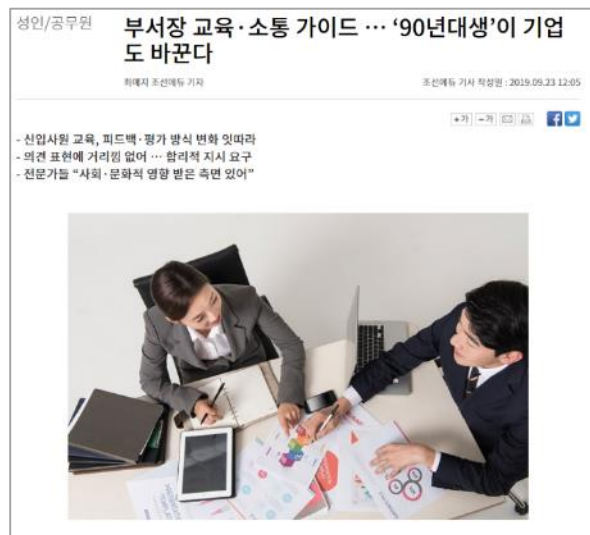 성인/공무원
부서장 교육·소통 가이드 … ‘90년대생’이 기업
도 바꾼다
최예지 조선에듀 기자
조선에듀 기사 작성일 : 2019.09.23 12:05
+가 -가
- 신입사원 교육, 피드백·평가 방식 변화 잇따라
- 의견 표현에 거리낌 없어 … 합리적 지시 요구
- 전문가들 “사회·문화적 영향 받은 측면 있어”